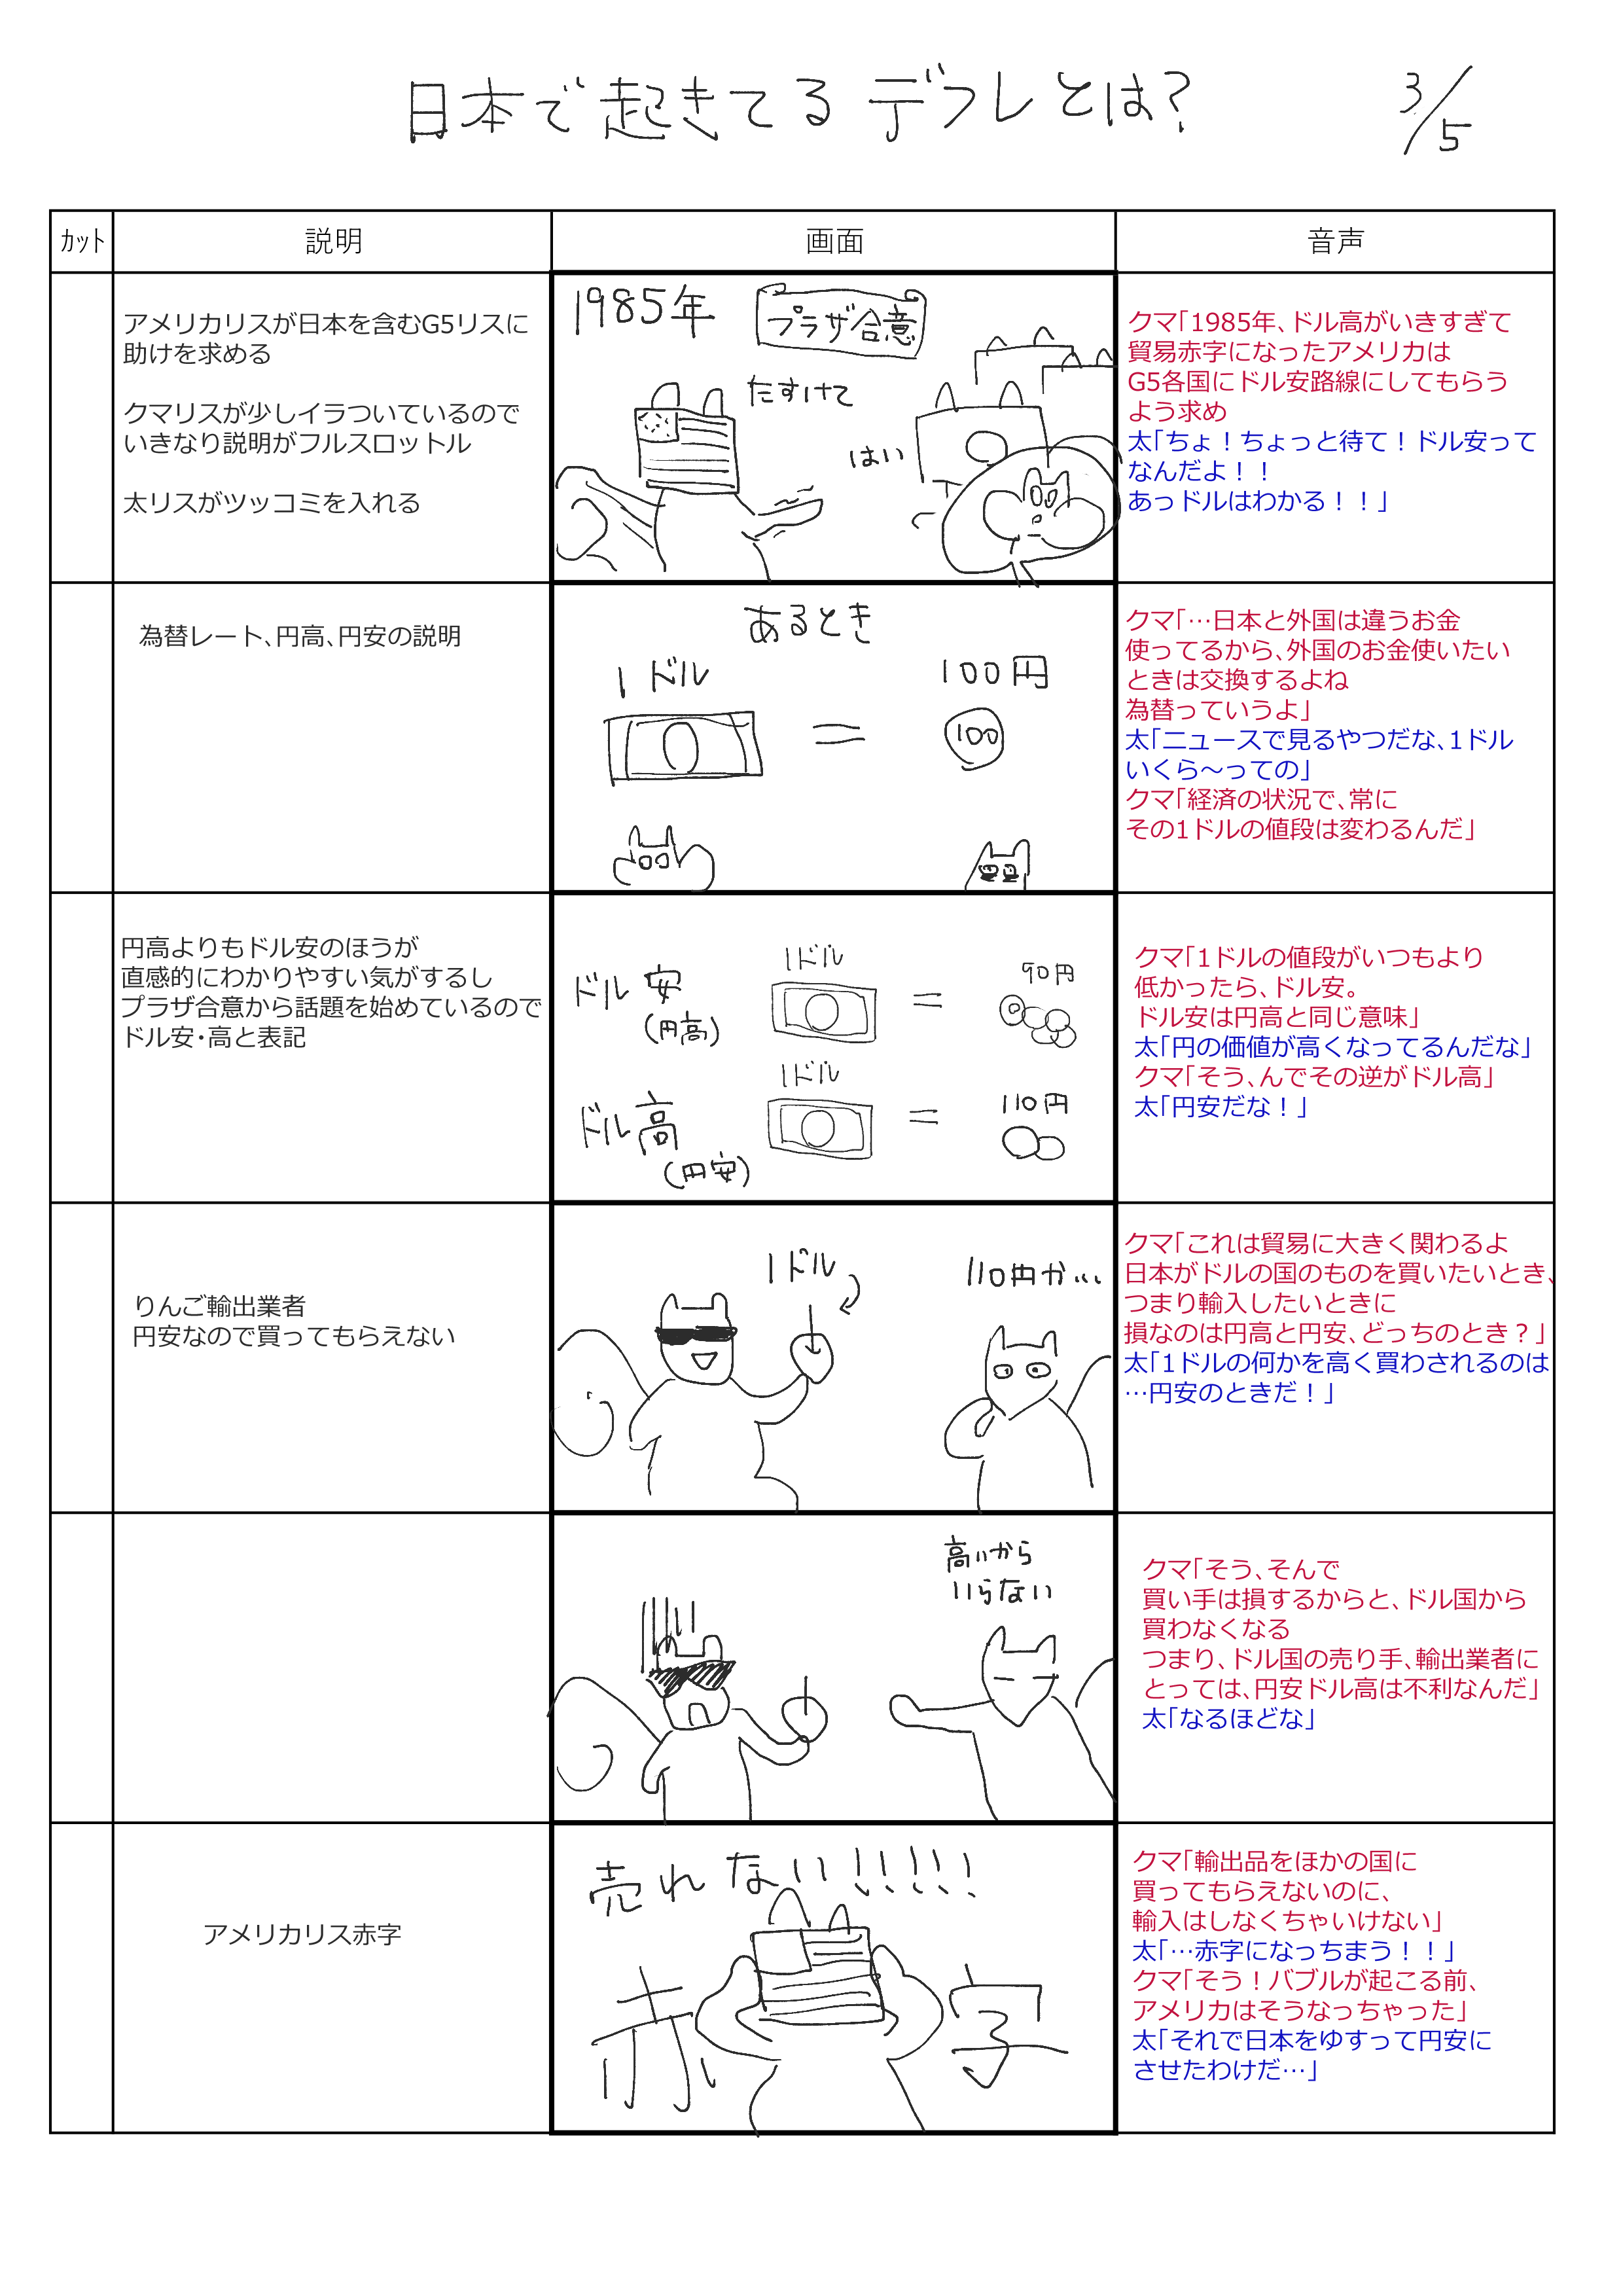 日本で起きてるデフレとは?
3/5
カット
説明
画面
音声
アメリカリスが日本を含むG5リスに
助けを求める
クマリスが少しイラついているので
いきなり説明がフルスロットル
太リスがツッコミを入れる
1985年
プラザ合意
たすけて
はい
クマ「1985年、ドル高がいきすぎて
貿易赤字になったアメリカは
G5各国にドル安路線にしてもらう
よう求め
太「ちょ！ちょっと待て！ドル安って
なんだよ！！
あっドルはわかる！！」
為替レート、円高、円安の説明
あるとき
1ドル
100円
=
100
クマ「…日本と外国は違うお金
使ってるから、外国のお金使いたい
ときは交換するよね
為替っていうよ」
太「ニュースで見るやつだな、1ドル
いくら～っての」
クマ「経済の状況で、常に
その1ドルの値段は変わるんだ」
円高よりもドル安のほうが
直感的にわかりやすい気がするし
プラザ合意から話題を始めているので
ドル安・高と表記
ドル安
(円高)
1ドル
=
90円
ドル高
(円安)
1ドル
=
110円
クマ「1ドルの値段がいつもより
低かったら、ドル安。
ドル安は円高と同じ意味」
太「円の価値が高くなってるんだな」
クマ「そう、んでその逆がドル高」
太「円安だな！」
りんご輸出業者
円安なので買ってもらえない
1ドル
110円か…
クマ「これは貿易に大きく関わるよ
日本がドルの国のものを買いたいとき、
つまり輸入したいときに
損なのは円高と円安、どっちのとき？」
太「1ドルの何かを高く買わされるのは
…円安のときだ！」
高いから
いらない
クマ「そう、そんで
買い手は損するからと、ドル国から
買わなくなる
つまり、ドル国の売り手、輸出業者に
とっては、円安ドル高は不利なんだ」
太「なるほどな」
アメリカリス赤字
売れない!!!!!
赤字
クマ「輸出品をほかの国に
買ってもらえないのに、
輸入はしなくちゃいけない」
太「…赤字になっちまう！！」
クマ「そう！バブルが起こる前、
アメリカはそうなっちゃった」
太「それで日本をゆすって円安に
させたわけだ…」